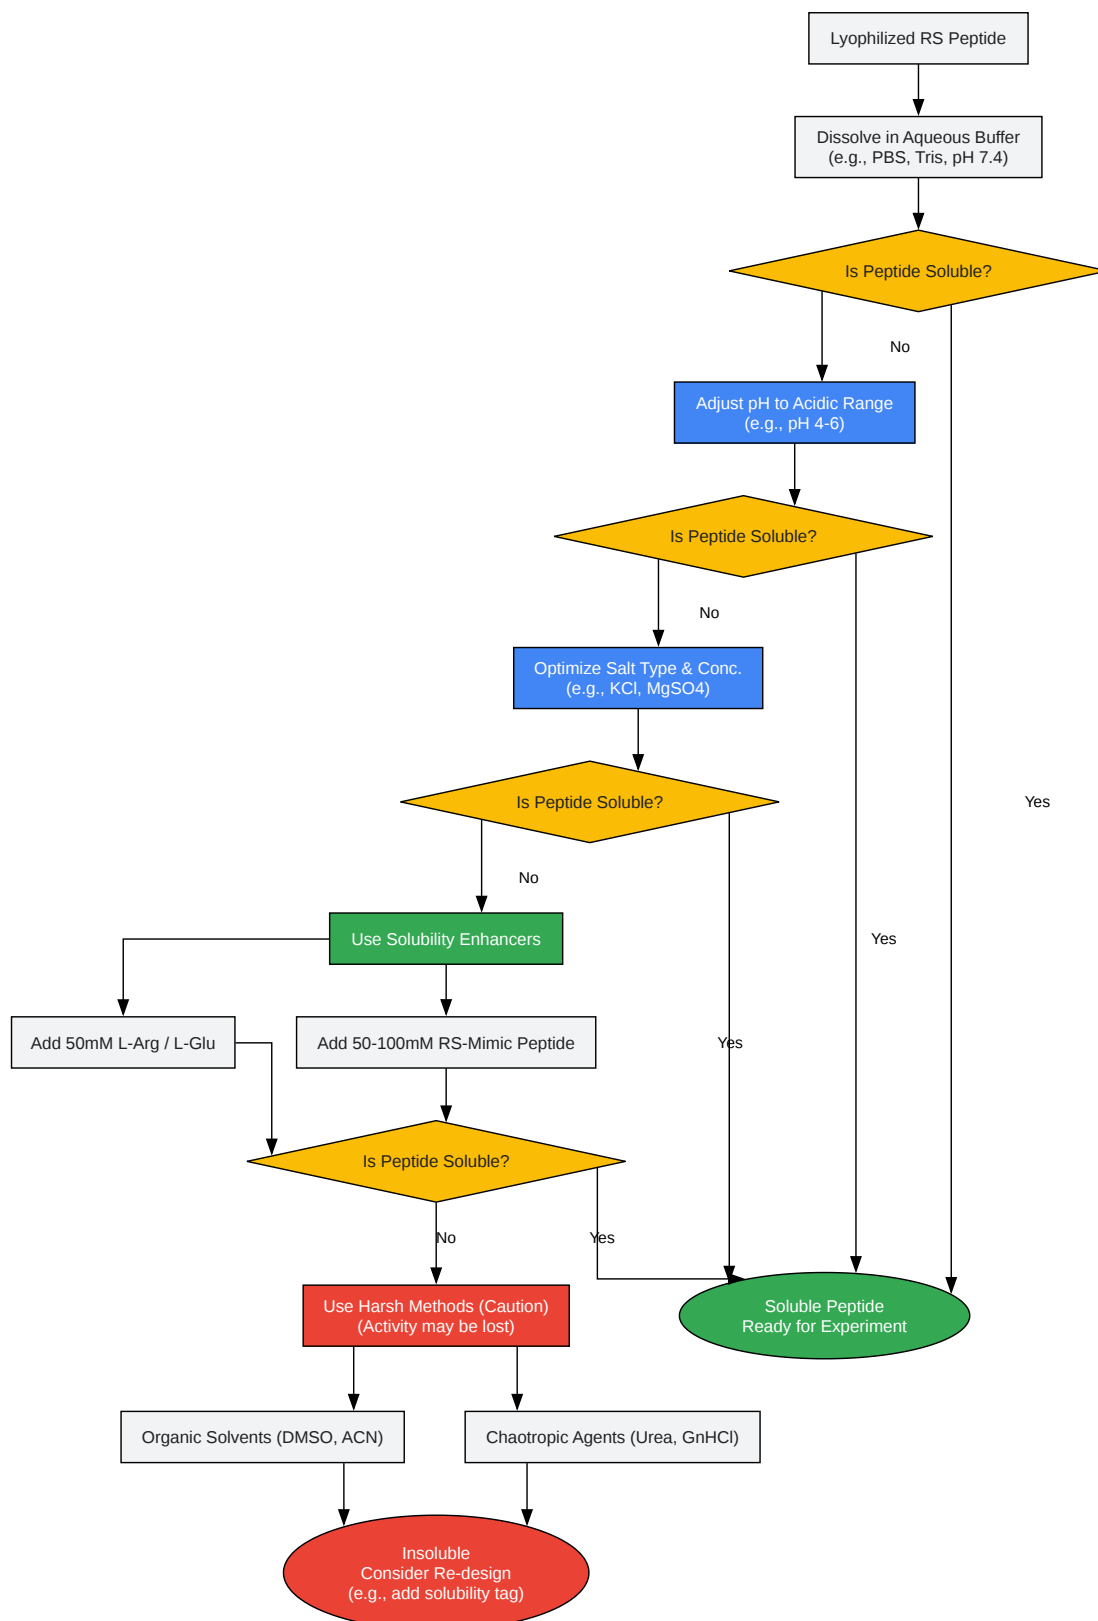 Lyophilized RS Peptide
Dissolve in Aqueous Buffer
(e.g., PBS, Tris, pH 7.4)
Is Peptide Soluble?
No
Adjust pH to Acidic Range
(e.g., pH 4-6)
Is Peptide Soluble?
No
Optimize Salt Type & Conc.
(e.g., KCl, MgSO4)
Is Peptide Soluble?
Yes
No
Use Solubility Enhancers
Yes
Add 50mM L-Arg / L-Glu
Add 50-100mM RS-Mimic Peptide
Yes
Is Peptide Soluble?
No
Yes
Use Harsh Methods (Caution)
(Activity may be lost)
Soluble Peptide
Ready for Experiment
Organic Solvents (DMSO, ACN)
Chaotropic Agents (Urea, GnHCl)
Insoluble
Consider Re-design
(e.g., add solubility tag)